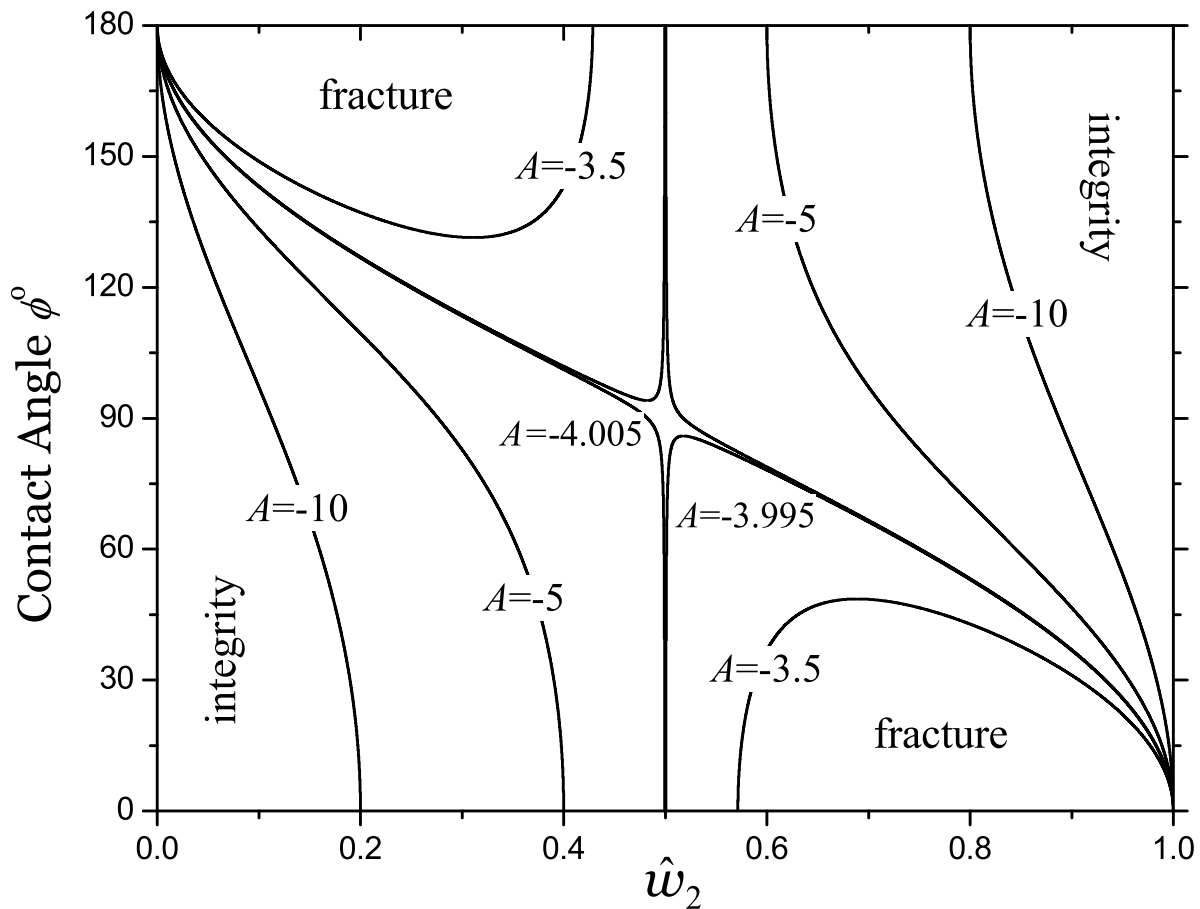 180
150
120
90
60
30
0
Contact Angle ϕ°
fracture
integrity
A=-3.5
A=-5
A=-10
A=-4.005
A=-10
A=-3.995
A=-5
integrity
A=-3.5
fracture
0.0 0.2 0.4 0.6 0.8 1.0
ŵ₂